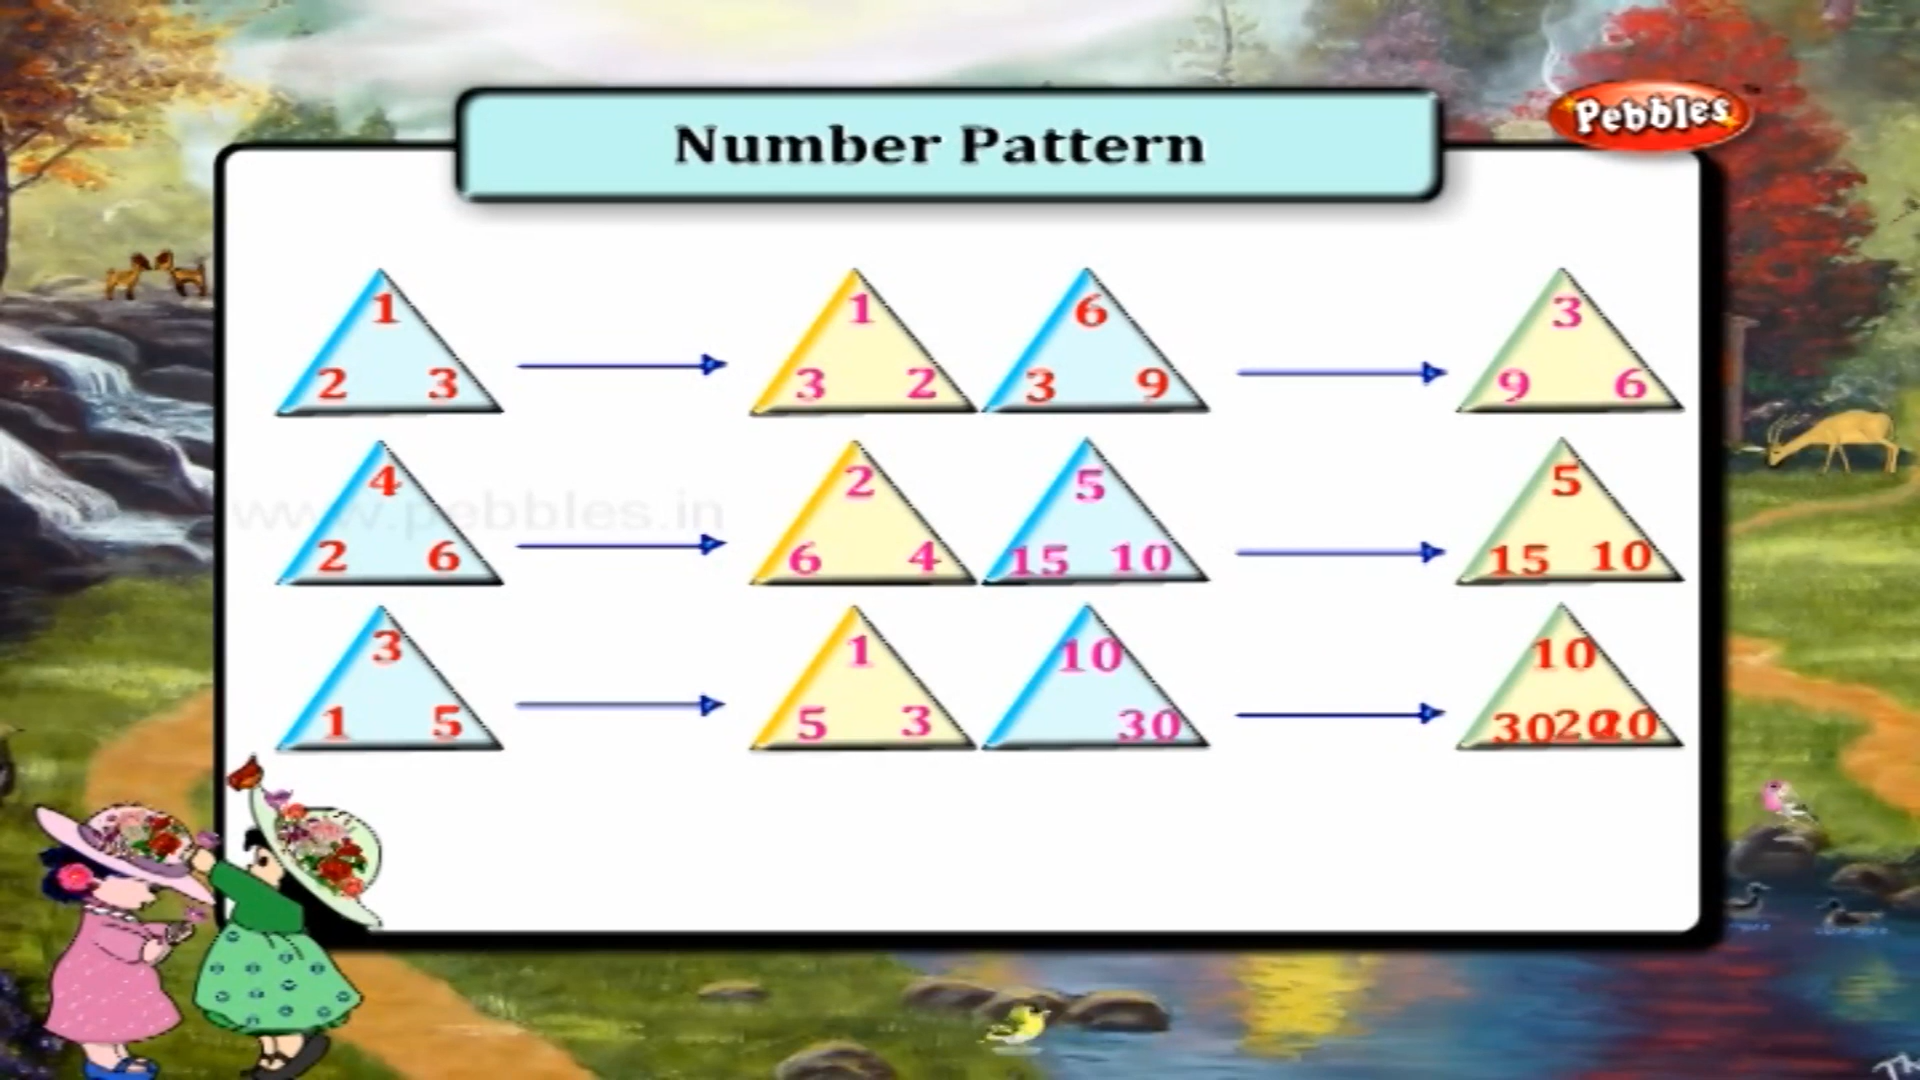 Number Pattern
Pebbles
1 1 6 3
2 3 3 2 3 9 9 6
www.pebbles.in
4 2 5 5
2 6 6 4 15 10 15 10
3 1 10 10
1 5 5 3 30 30